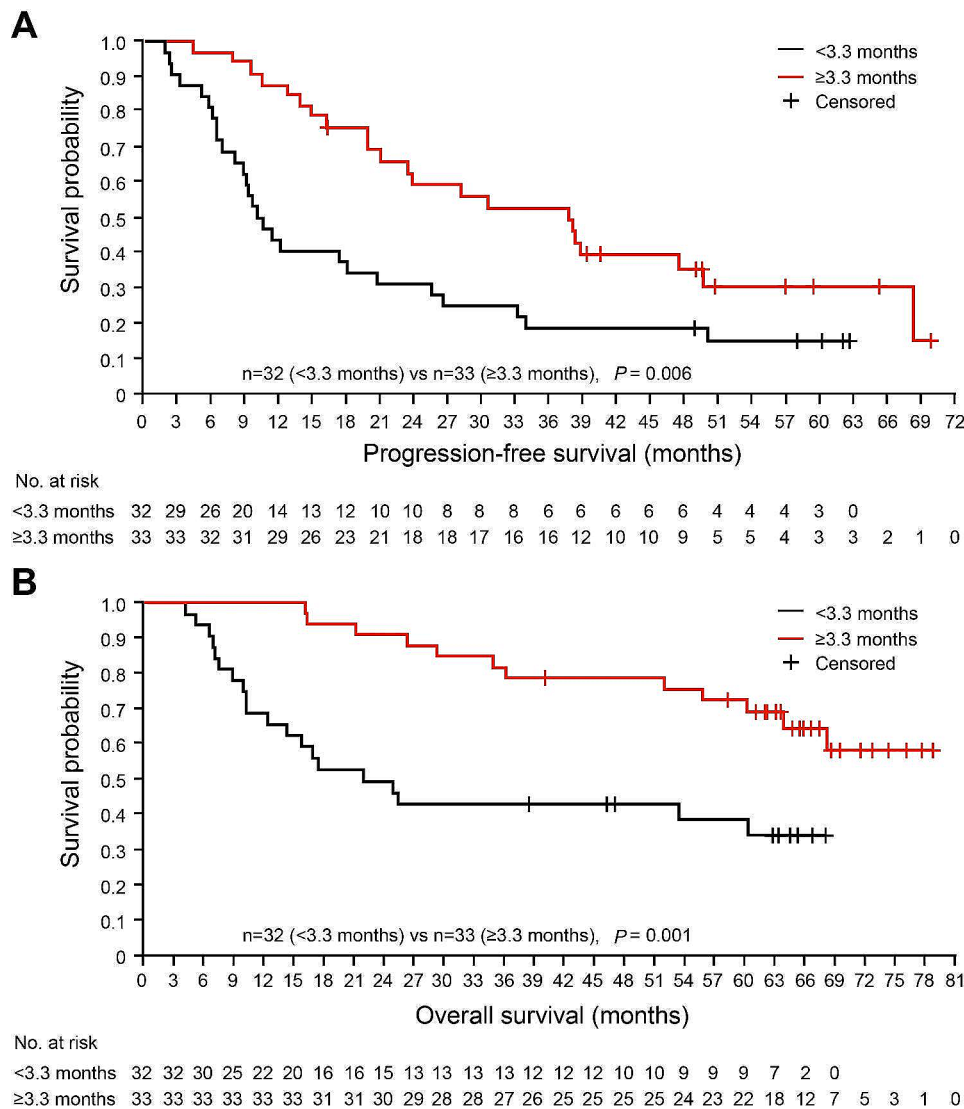 A
1.0
0.9
0.8
0.7
0.6
0.5
0.4
0.3
0.2
0.1
0
Survival probability
<3.3 months
≥3.3 months
Censored
n=32 (<3.3 months) vs n=33 (≥3.3 months), P = 0.006
0 3 6 9 12 15 18 21 24 27 30 33 36 39 42 45 48 51 54 57 60 63 66 69 72
Progression-free survival (months)
No. at risk
<3.3 months 32 29 26 20 14 13 12 10 10 8 8 8 6 6 6 6 6 4 4 4 3 0
≥3.3 months 33 33 32 31 29 26 23 21 18 18 17 16 16 12 10 10 9 5 5 4 3 3 2 1 0
B
1.0
0.9
0.8
0.7
0.6
0.5
0.4
0.3
0.2
0.1
0
Survival probability
<3.3 months
≥3.3 months
Censored
n=32 (<3.3 months) vs n=33 (≥3.3 months), P = 0.001
0 3 6 9 12 15 18 21 24 27 30 33 36 39 42 45 48 51 54 57 60 63 66 69 72 75 78 81
Overall survival (months)
No. at risk
<3.3 months 32 32 30 25 22 20 16 16 15 13 13 13 13 12 12 12 10 10 9 9 9 7 2 0
≥3.3 months 33 33 33 33 33 33 31 31 30 29 28 28 27 26 25 25 25 25 24 23 22 18 12 7 5 3 1 0